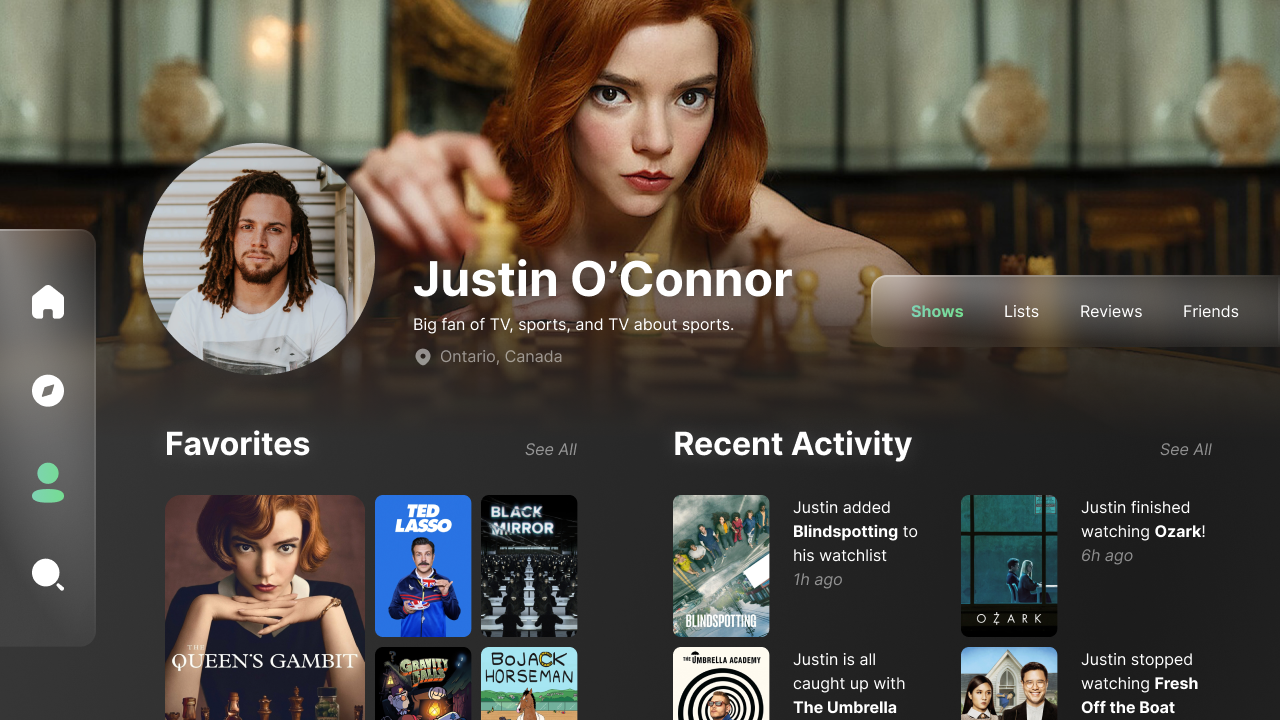 Justin O’Connor
Big fan of TV, sports, and TV about sports.
Ontario, Canada
Shows
Lists
Reviews
Friends
Favorites
See All
THE
QUEEN'S GAMBIT
TED
LASSO
BLACK
MIRROR
GRAVITY
FALLS
BOJACK
HORSEMAN
Recent Activity
See All
BLINDSPOTTING
Justin added
Blindspotting to
his watchlist
1h ago
OZARK
Justin finished
watching Ozark!
6h ago
THE UMBRELLA ACADEMY
Justin is all
caught up with
The Umbrella
Justin stopped
watching Fresh
Off the Boat